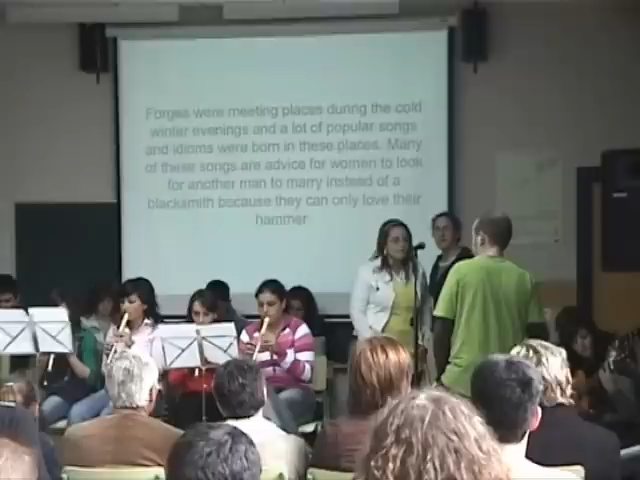 Forges were meeting places during the cold
winter evenings and a lot of popular songs
and idioms were born in these places. Many
of these songs are advice for women to look
for another man to marry instead of a
blacksmith because they can only love their
hammer